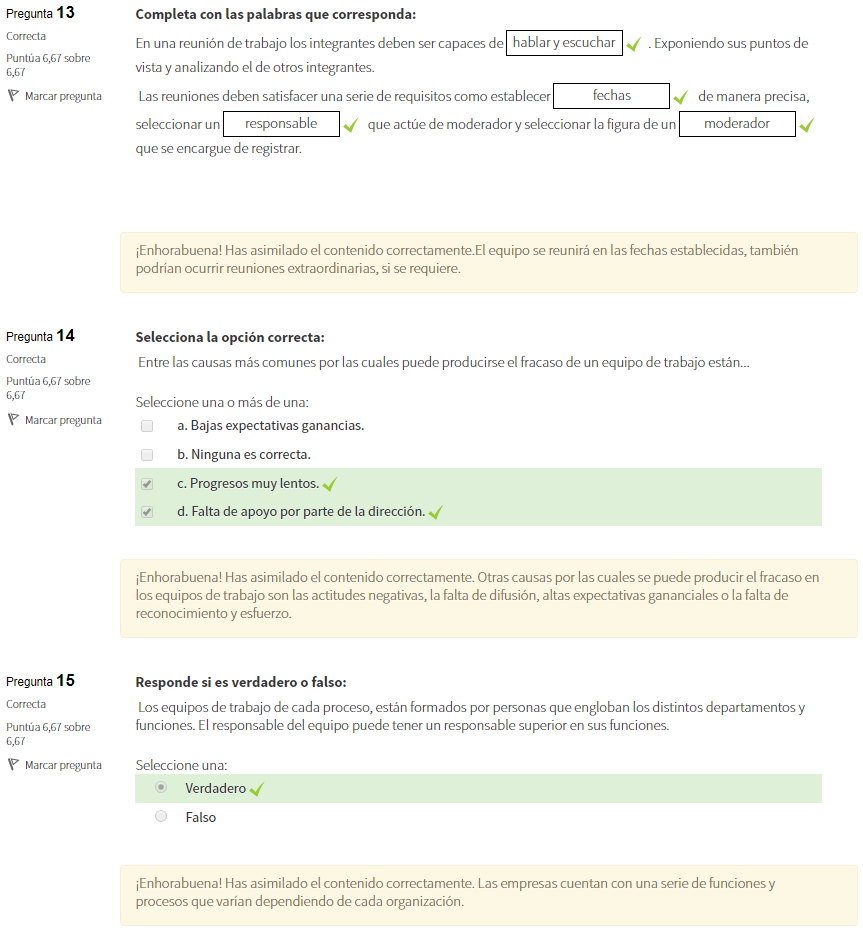 Pregunta 13
Correcta
Puntúa 6,67 sobre
6,67
Marcar pregunta
Completa con las palabras que corresponda:
En una reunión de trabajo los integrantes deben ser capaces de hablar y escuchar . Exponiendo sus puntos de
vista y analizando el de otros integrantes.
Las reuniones deben satisfacer una serie de requisitos como establecer fechas de manera precisa,
seleccionar un responsable que actúe de moderador y seleccionar la figura de un moderador
que se encargue de registrar.
¡Enhorabuena! Has asimilado el contenido correctamente.El equipo se reunirá en las fechas establecidas, también
podrían ocurrir reuniones extraordinarias, si se requiere.
Pregunta 14
Correcta
Puntúa 6,67 sobre
6,67
Marcar pregunta
Selecciona la opción correcta:
Entre las causas más comunes por las cuales puede producirse el fracaso de un equipo de trabajo están...
Seleccione una o más de una:
a. Bajas expectativas ganancias.
b. Ninguna es correcta.
c. Progresos muy lentos.
d. Falta de apoyo por parte de la dirección.
¡Enhorabuena! Has asimilado el contenido correctamente. Otras causas por las cuales se puede producir el fracaso en
los equipos de trabajo son las actitudes negativas, la falta de difusión, altas expectativas gananciales o la falta de
reconocimiento y esfuerzo.
Pregunta 15
Correcta
Puntúa 6,67 sobre
6,67
Marcar pregunta
Responde si es verdadero o falso:
Los equipos de trabajo de cada proceso, están formados por personas que engloban los distintos departamentos y
funciones. El responsable del equipo puede tener un responsable superior en sus funciones.
Seleccione una:
Verdadero
Falso
¡Enhorabuena! Has asimilado el contenido correctamente. Las empresas cuentan con una serie de funciones y
procesos que varían dependiendo de cada organización.